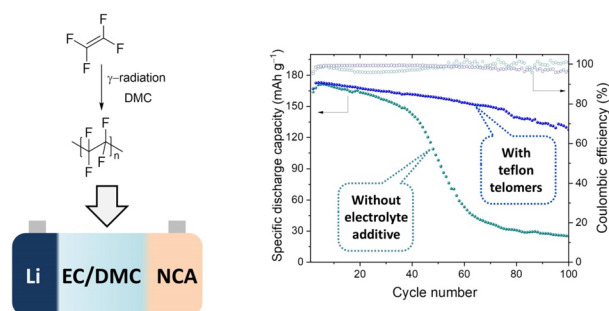 F
F
F
F
γ-radiation
DMC
F
F
F
F
n
Li
EC/DMC
NCA
Specific discharge capacity (mAh g⁻¹)
180
150
120
90
60
30
0
20
40
60
80
100
Cycle number
100
80
60
40
20
0
Coulombic efficiency (%)
Without
electrolyte
additive
With
teflon
telomers